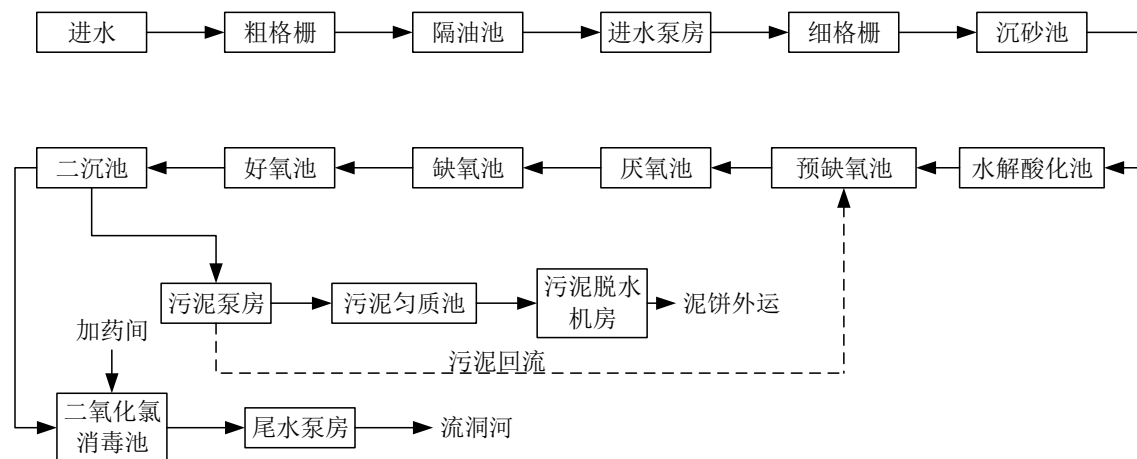 进水
粗格栅
隔油池
进水泵房
细格栅
沉砂池
二沉池
好氧池
缺氧池
厌氧池
预缺氧池
水解酸化池
污泥泵房
污泥匀质池
污泥脱水
机房
泥饼外运
加药间
污泥回流
二氧化氯
消毒池
尾水泵房
流洞河